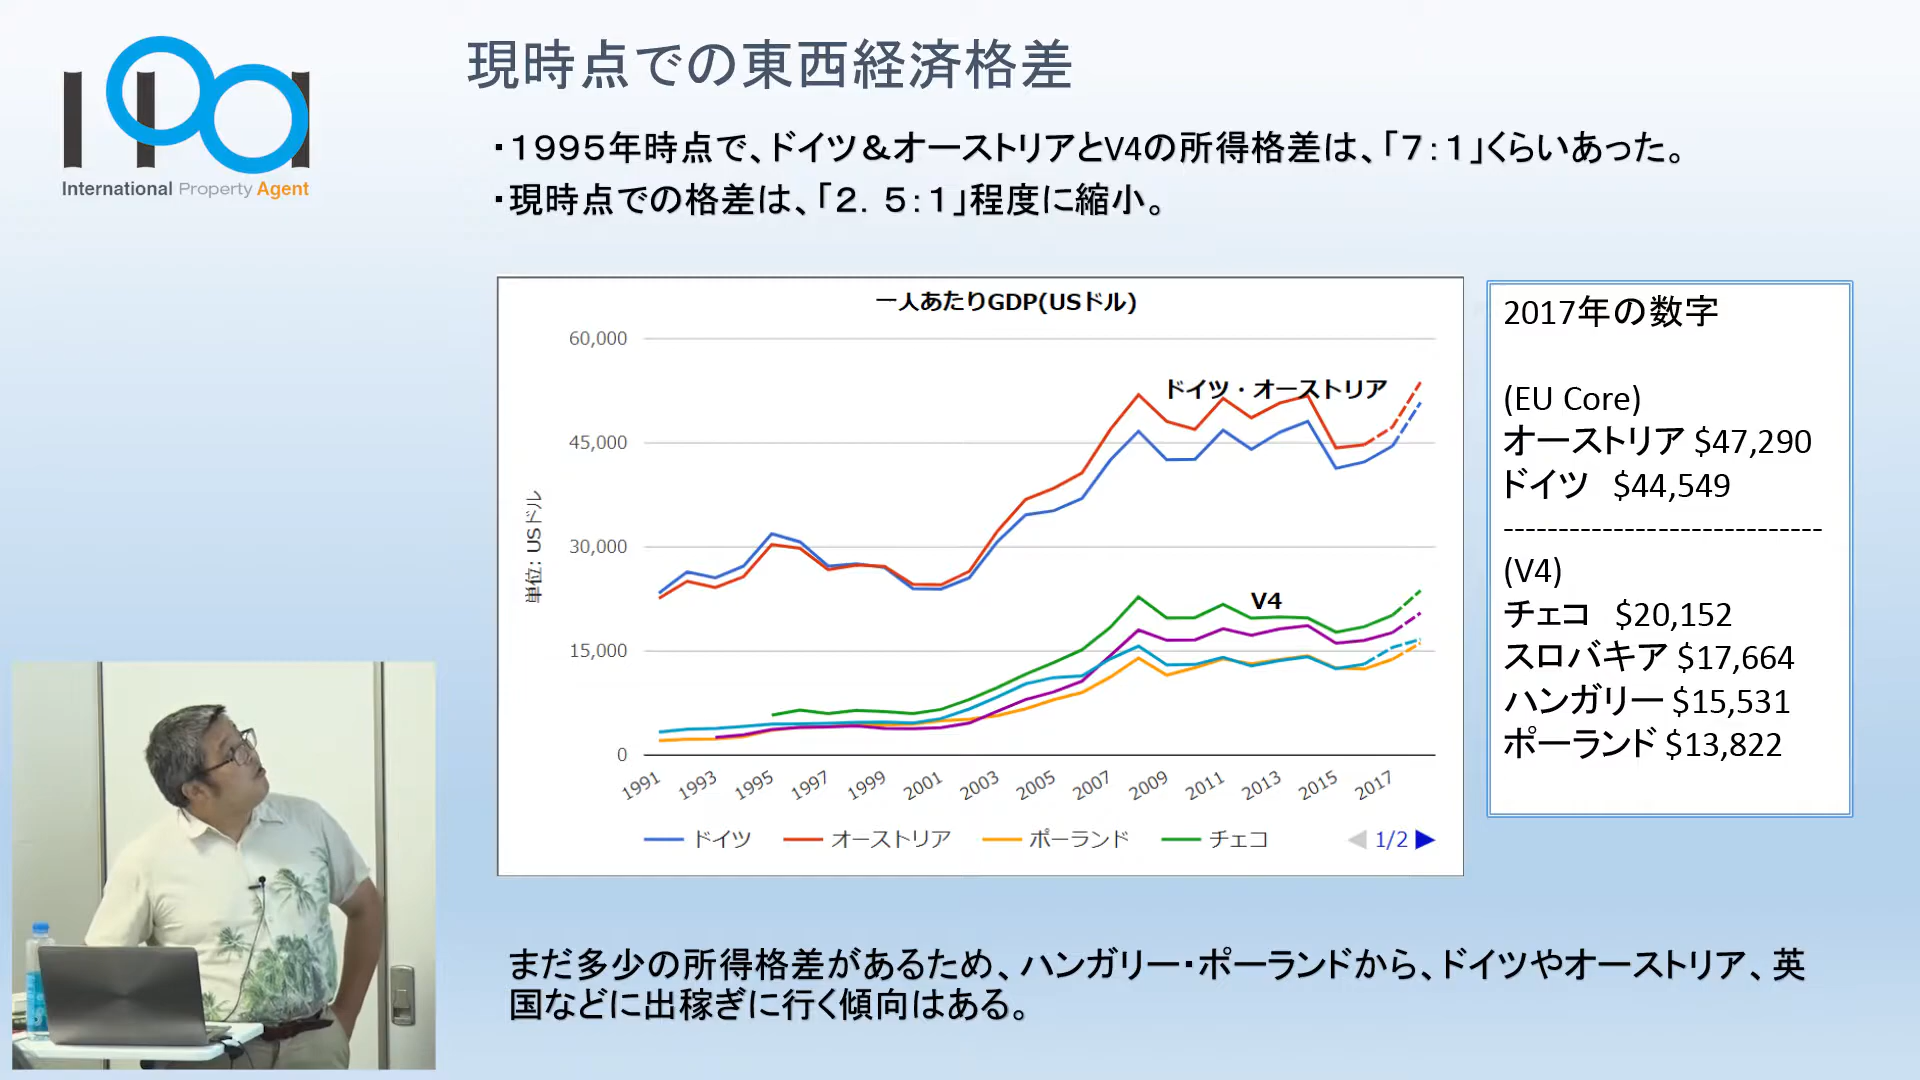 IPA
International Property Agent
現時点での東西経済格差
・１９９５年時点で、ドイツ＆オーストリアとV4の所得格差は、「７：１」くらいあった。
・現時点での格差は、「２．５：１」程度に縮小。
一人あたりGDP(USドル)
単位: USドル
60,000
45,000
30,000
15,000
0
ドイツ・オーストリア
V4
1991 1993 1995 1997 1999 2001 2003 2005 2007 2009 2011 2013 2015 2017
ドイツ オーストリア ポーランド チェコ 1/2
2017年の数字
(EU Core)
オーストリア $47,290
ドイツ $44,549
-----------------------------
(V4)
チェコ $20,152
スロバキア $17,664
ハンガリー $15,531
ポーランド $13,822
まだ多少の所得格差があるため、ハンガリー・ポーランドから、ドイツやオーストリア、英
国などに出稼ぎに行く傾向はある。